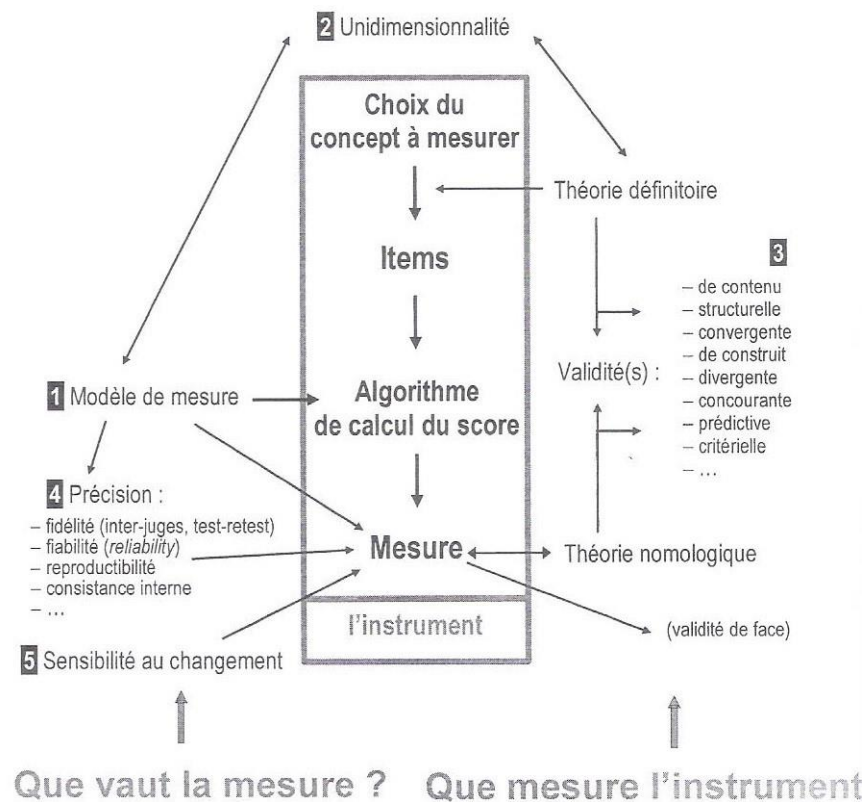 2 Unidimensionnalité
Choix du
concept à mesurer
Théorie définitoire
Items
3
– de contenu
– structurelle
– convergente
– de construit
– divergente
– concourante
– prédictive
– critérielle
– ...
Validité(s) :
1 Modèle de mesure
Algorithme
de calcul du score
4 Précision :
– fidélité (inter-juges, test-retest)
– fiabilité (reliability)
– reproductibilité
– consistance interne
– ...
Mesure
Théorie nomologique
l'instrument
(validité de face)
5 Sensibilité au changement
Que vaut la mesure ?
Que mesure l'instrument